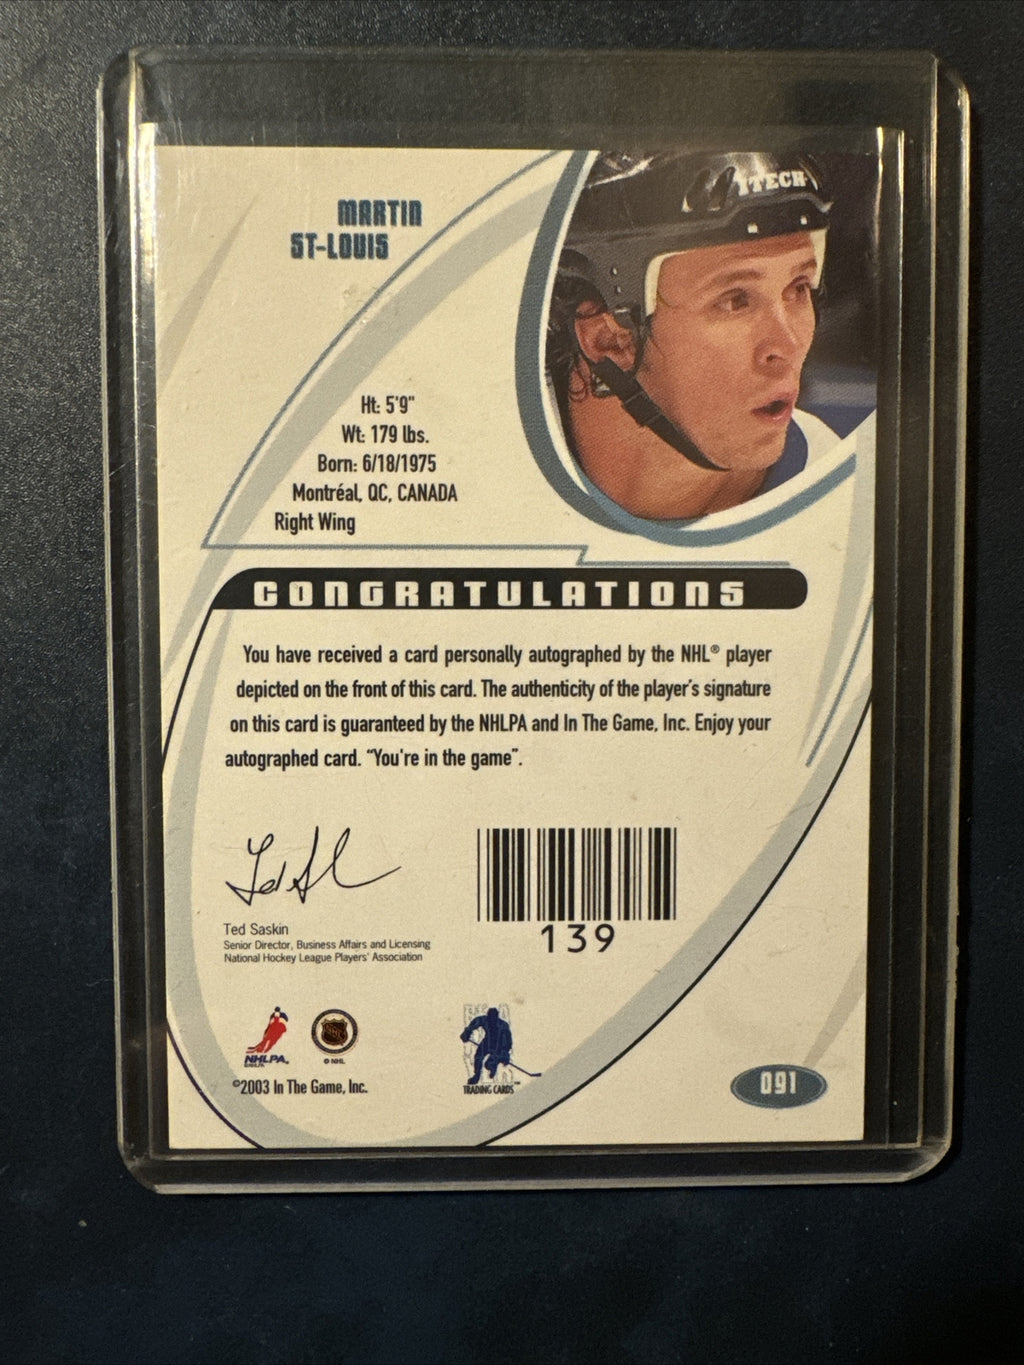 ITECH
MARTIN
ST-LOUIS
Ht: 5'9"
Wt: 179 lbs.
Born: 6/18/1975
Montréal, QC, CANADA
Right Wing
CONGRATULATIONS
You have received a card personally autographed by the NHL® player
depicted on the front of this card. The authenticity of the player's signature
on this card is guaranteed by the NHLPA and In The Game, Inc. Enjoy your
autographed card. "You're in the game".
Ted Saskin
Senior Director, Business Affairs and Licensing
National Hockey League Players' Association
139
NHLPA
© NHL
TRADING CARDS
©2003 In The Game, Inc.
091